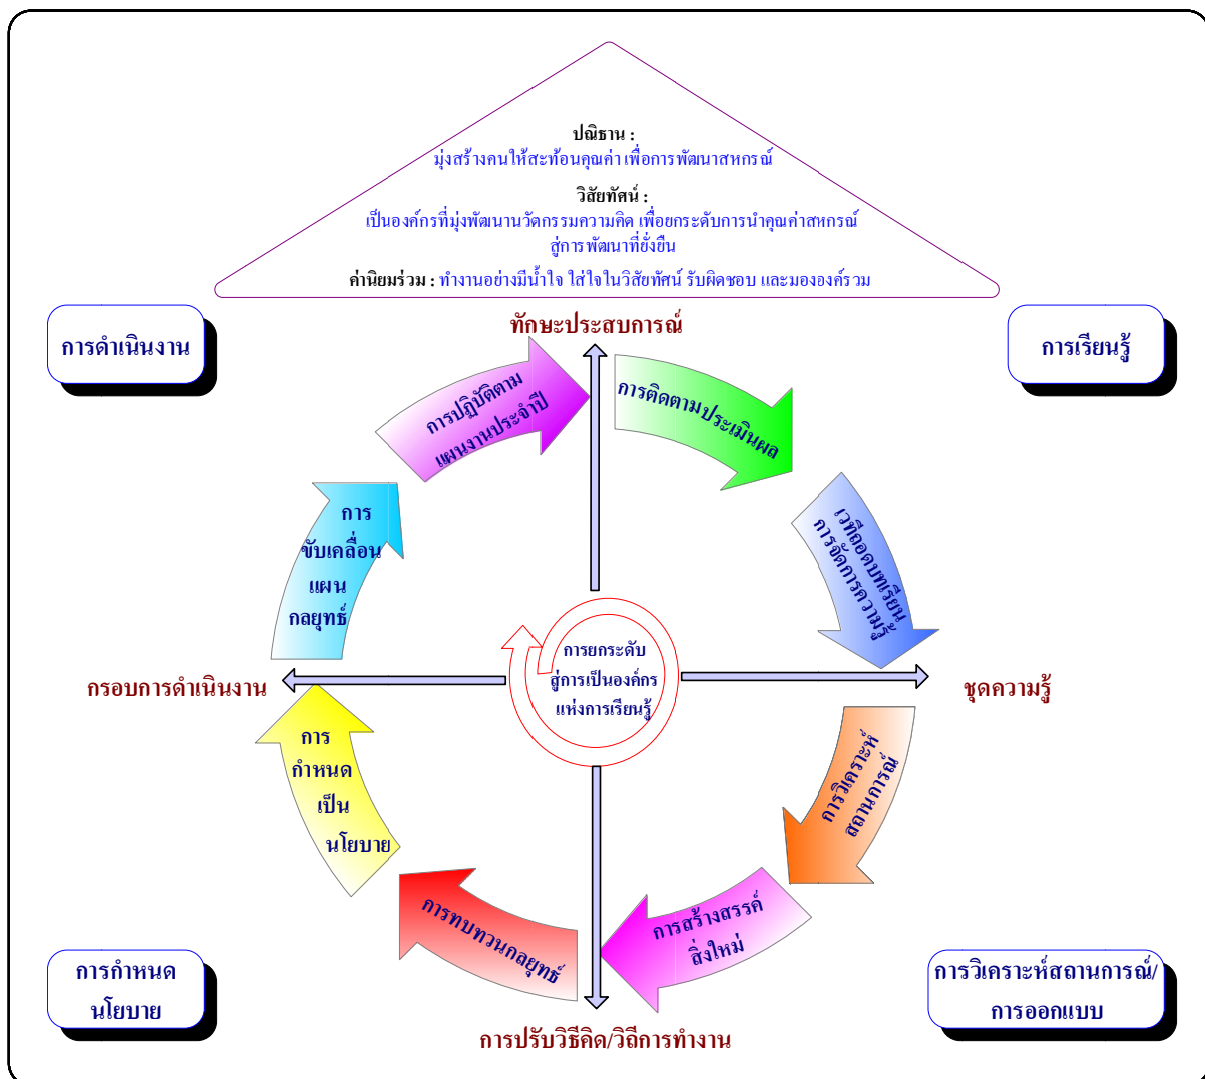 ปณิธาน :
มุ่งสร้างคนให้สะท้อนคุณค่า เพื่อการพัฒนาสหกรณ์
วิสัยทัศน์ :
เป็นองค์กรที่มุ่งพัฒนานวัตกรรมความคิด เพื่อยกระดับการนำคุณค่าสหกรณ์
สู่การพัฒนาที่ยั่งยืน
ค่านิยมร่วม : ทำงานอย่างมีน้ำใจ ใส่ใจในวิสัยทัศน์ รับผิดชอบ และมององค์รวม
การดำเนินงาน
ทักษะประสบการณ์
การเรียนรู้
การปฏิบัติตาม
แผนงานประจำปี
การติดตามประเมินผล
การ
ขับเคลื่อน
แผน
กลยุทธ์
เวทีถอดบทเรียน
การจัดการความรู้
การยกระดับ
สู่การเป็นองค์กร
แห่งการเรียนรู้
กรอบการดำเนินงาน
ชุดความรู้
การ
กำหนด
เป็น
นโยบาย
การวิเคราะห์
สถานการณ์
การทบทวนกลยุทธ์
การสร้างสรรค์
สิ่งใหม่
การกำหนด
นโยบาย
การปรับวิธีคิด/วิถีการทำงาน
การวิเคราะห์สถานการณ์/
การออกแบบ